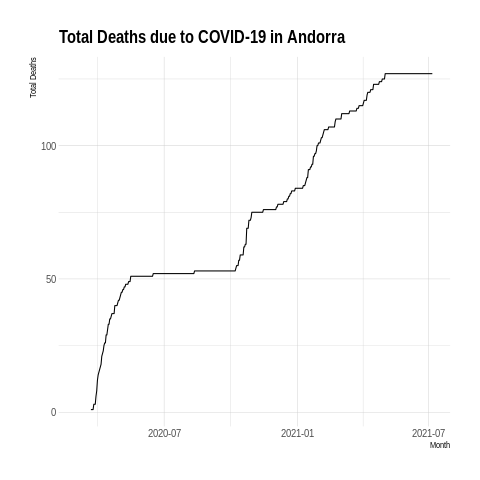 Total Deaths due to COVID-19 in Andorra
Total Deaths
100
50
0
2020-07
2021-01
2021-07
Month